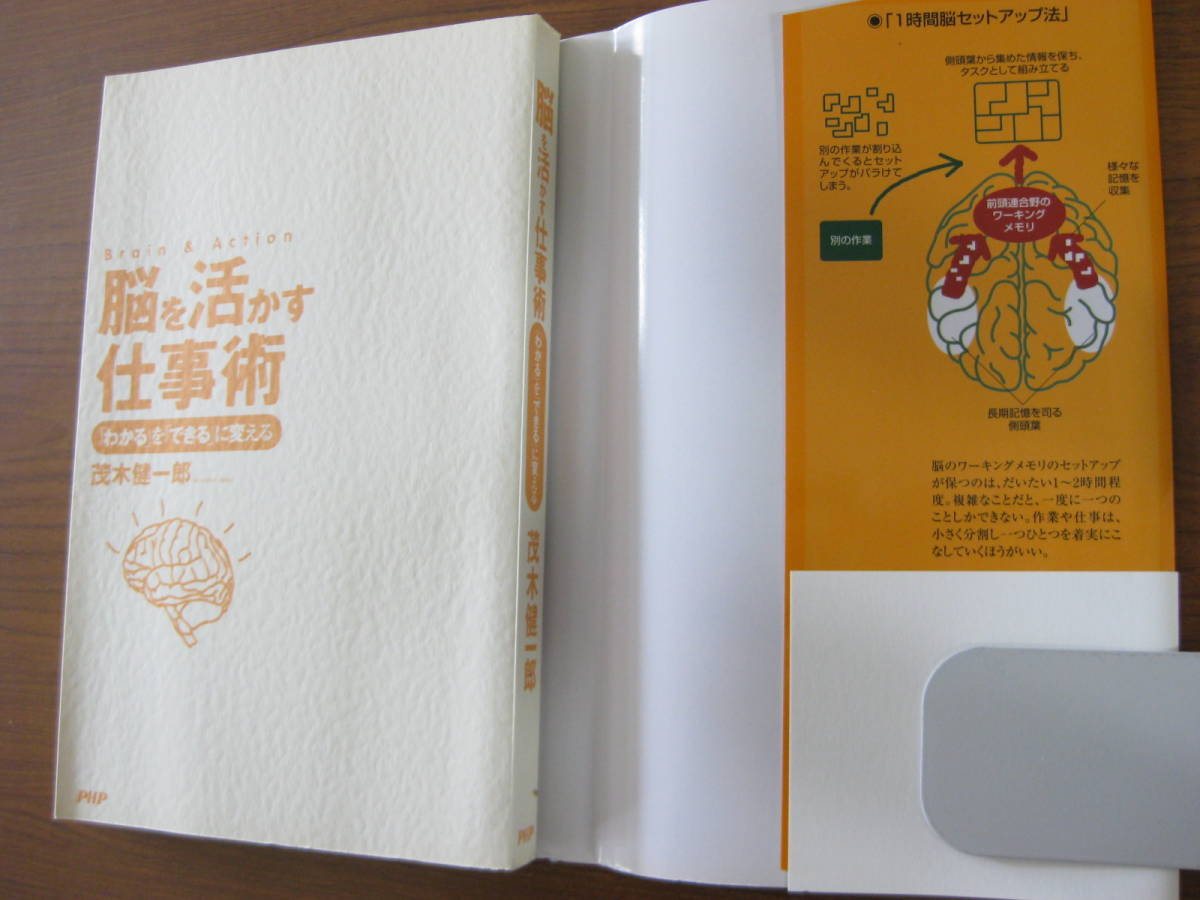 Brain & Action
脳を活かす
仕事術
「わかる」を「できる」に変える
茂木健一郎
PHP
脳を活かす仕事術 「わかる」を「できる」に変える 茂木健一郎
PHP
◉「1時間脳セットアップ法」
側頭葉から集めた情報を保ち、
タスクとして組み立てる
別の作業が割り込
んでくるとセット
アップがバラけて
しまう。
様々な
記憶を
収集
前頭連合野の
ワーキング
メモリ
別の作業
長期記憶を司る
側頭葉
脳のワーキングメモリのセットアップ
が保つのは、だいたい1〜2時間程
度。複雑なことだと、一度に一つの
ことしかできない。作業や仕事は、
小さく分割し一つひとつを着実にこ
なしていくほうがいい。